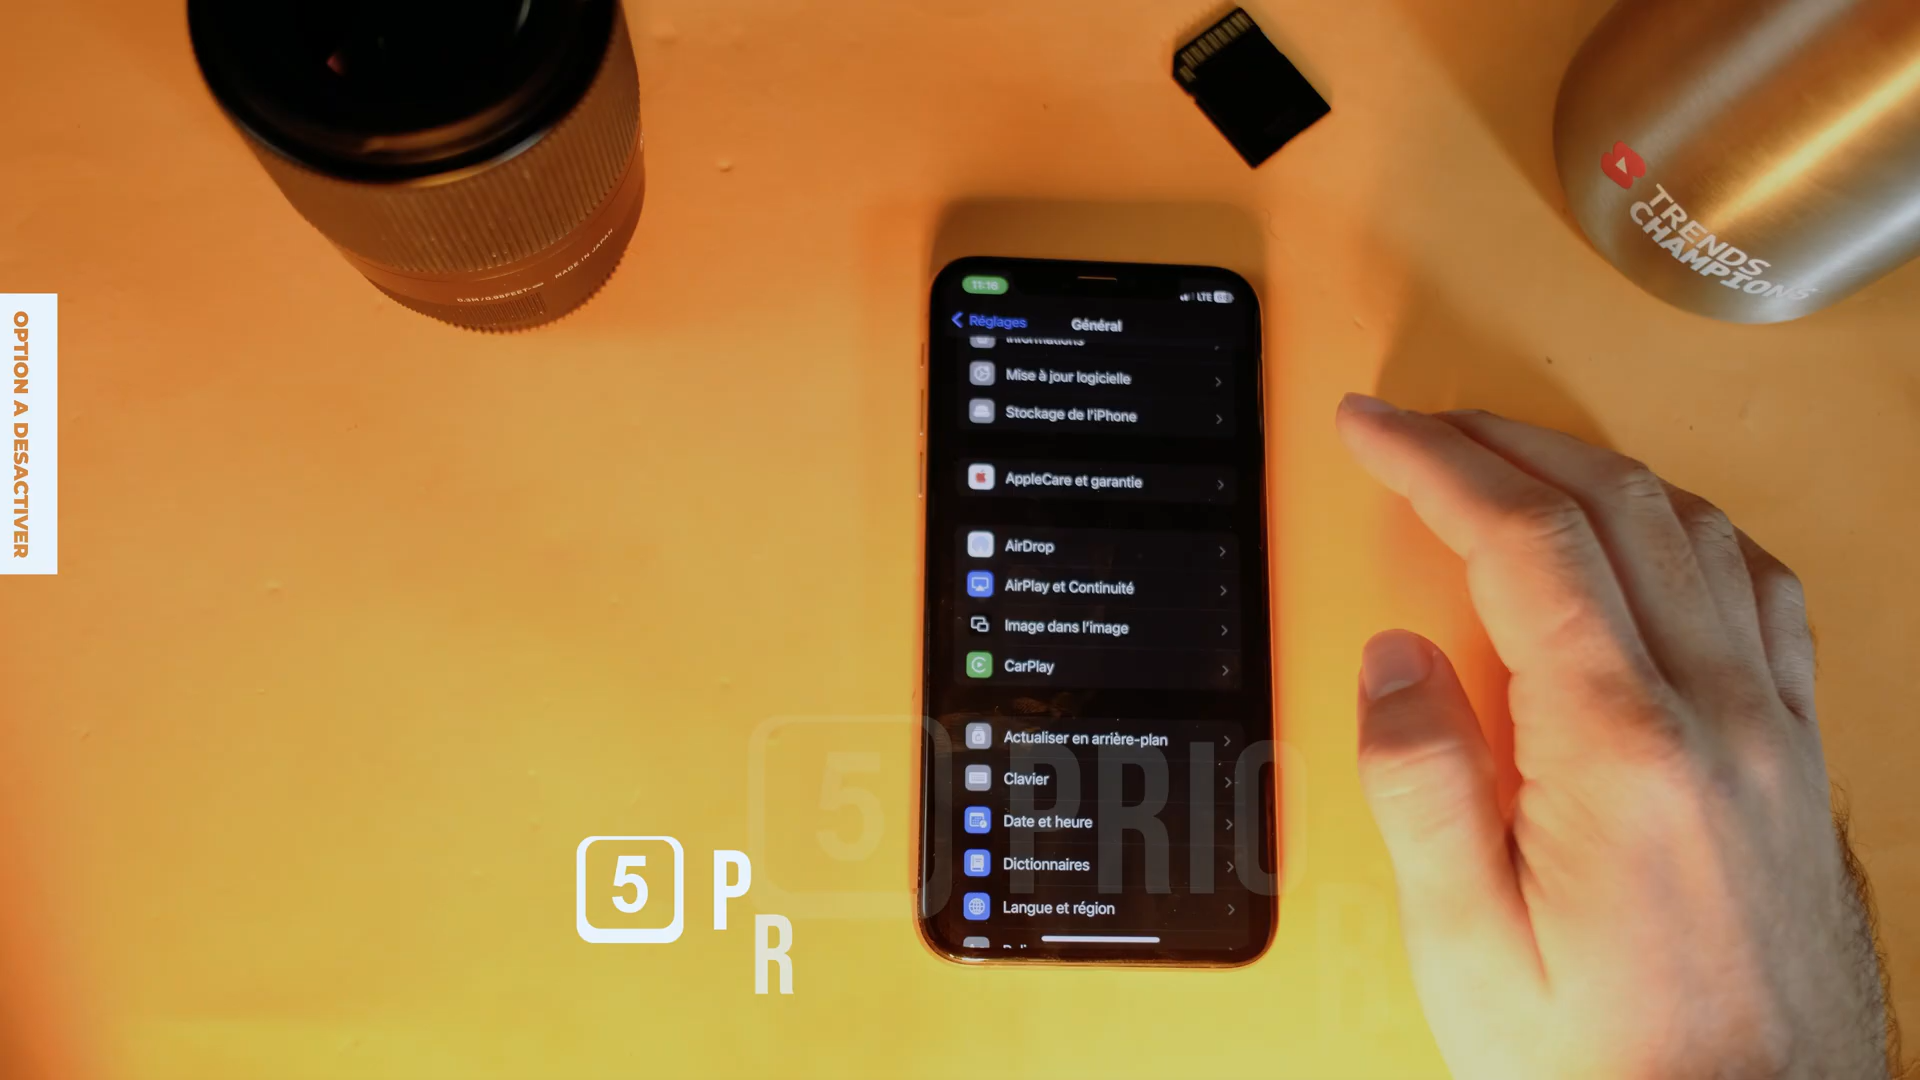 OPTION A DESACTIVER
MADE IN JAPAN
TRENDS
CHAMPIONS
11:16
LTE
Réglages
Général
Informations
Mise à jour logicielle
Stockage de l'iPhone
AppleCare et garantie
AirDrop
AirPlay et Continuité
Image dans l'image
CarPlay
Actualiser en arrière-plan
Clavier
Date et heure
Dictionnaires
Langue et région
5 PRIO
5 PR